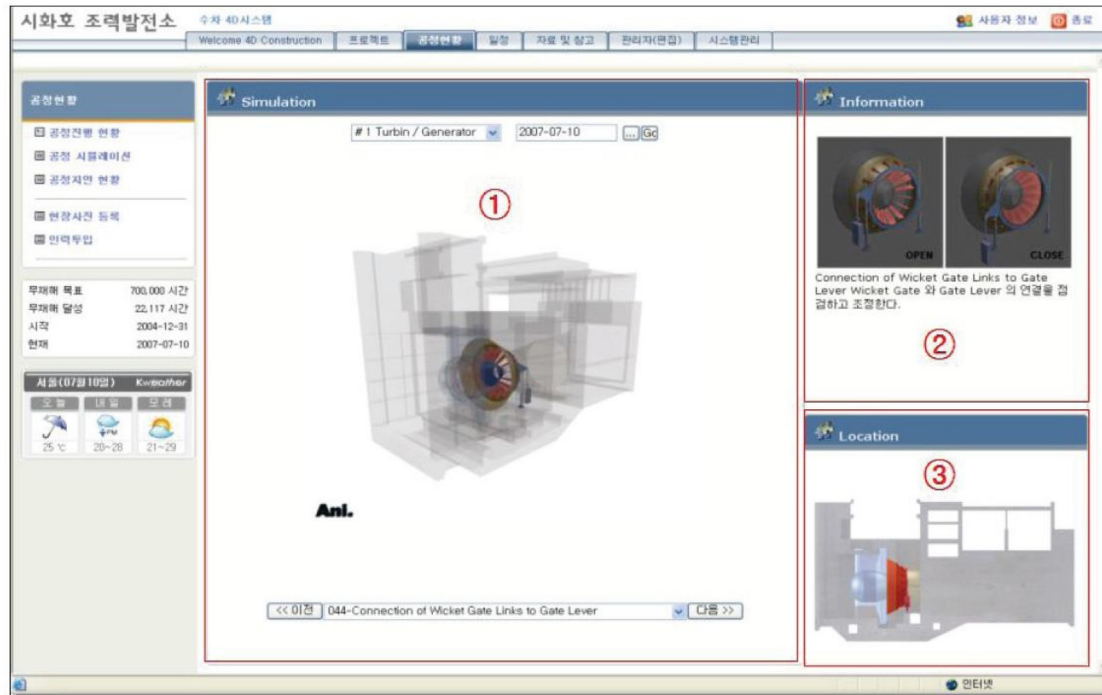 시화호 조력발전소
수차 4D시스템
사용자 정보
종료
Welcome 4D Construction
프로젝트
공정현황
일정
자료 및 참고
관리자(편집)
시스템관리
공정현황
공정진행 현황
공정 시뮬레이션
공정지연 현황
현장사진 등록
인력투입
무재해 목표 700,000 시간
무재해 달성 22,117 시간
시작 2004-12-31
현재 2007-07-10
서울(07월10일) Kweather
오늘 내일 모레
25 ℃ 20~28 21~29
Simulation
# 1 Turbin / Generator 2007-07-10 ... Go
①
Ani.
<< 이전 044-Connection of Wicket Gate Links to Gate Lever 다음 >>
Information
OPEN CLOSE
Connection of Wicket Gate Links to Gate
Lever Wicket Gate 와 Gate Lever 의 연결을 점
검하고 조절한다.
②
Location
③
인터넷